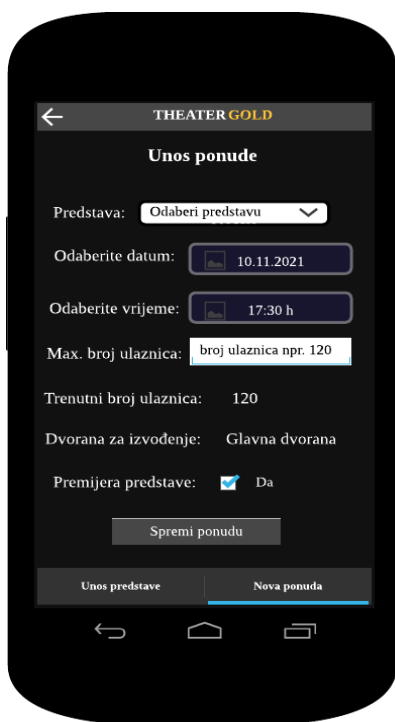 THEATER GOLD
Unos ponude
Predstava: Odaberi predstavu
Odaberite datum: 10.11.2021
Odaberite vrijeme: 17:30 h
Max. broj ulaznica: broj ulaznica npr. 120
Trenutni broj ulaznica: 120
Dvorana za izvođenje: Glavna dvorana
Premijera predstave: Da
Spremi ponudu
Unos predstave Nova ponuda